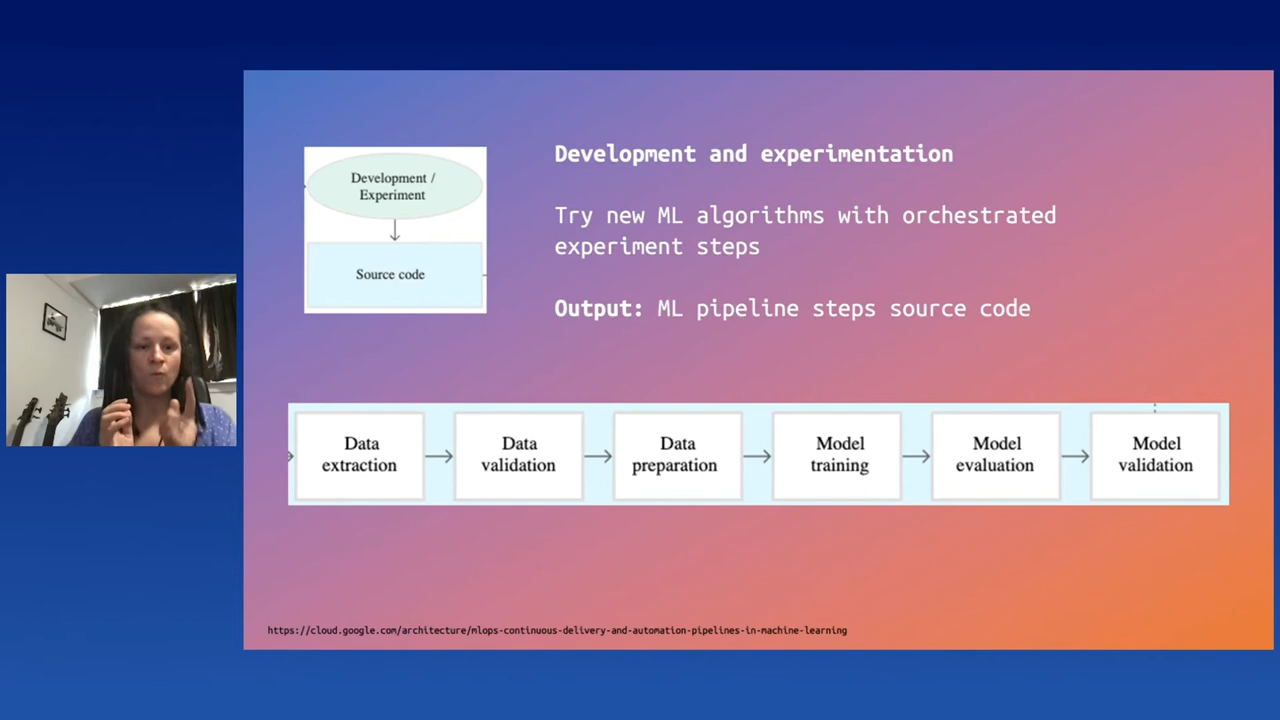 Development /
Experiment
Source code
Development and experimentation
Try new ML algorithms with orchestrated
experiment steps
Output: ML pipeline steps source code
Data
extraction
Data
validation
Data
preparation
Model
training
Model
evaluation
Model
validation
https://cloud.google.com/architecture/mlops-continuous-delivery-and-automation-pipelines-in-machine-learning